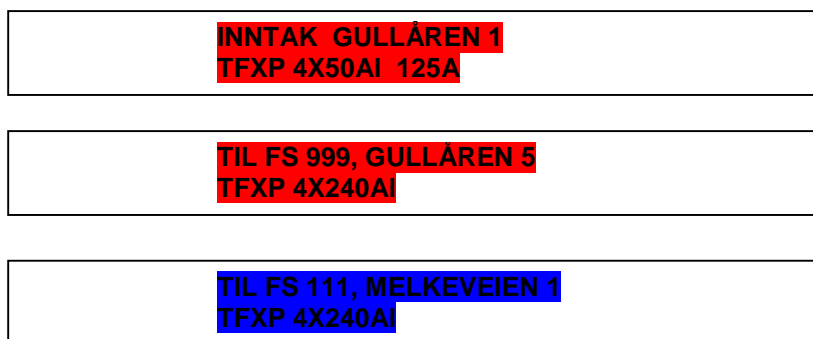 INNTAK  GULLÅREN 1
TFXP 4X50Al  125A
TIL FS 999, GULLÅREN 5
TFXP 4X240Al
TIL FS 111, MELKEVEIEN 1
TFXP 4X240Al